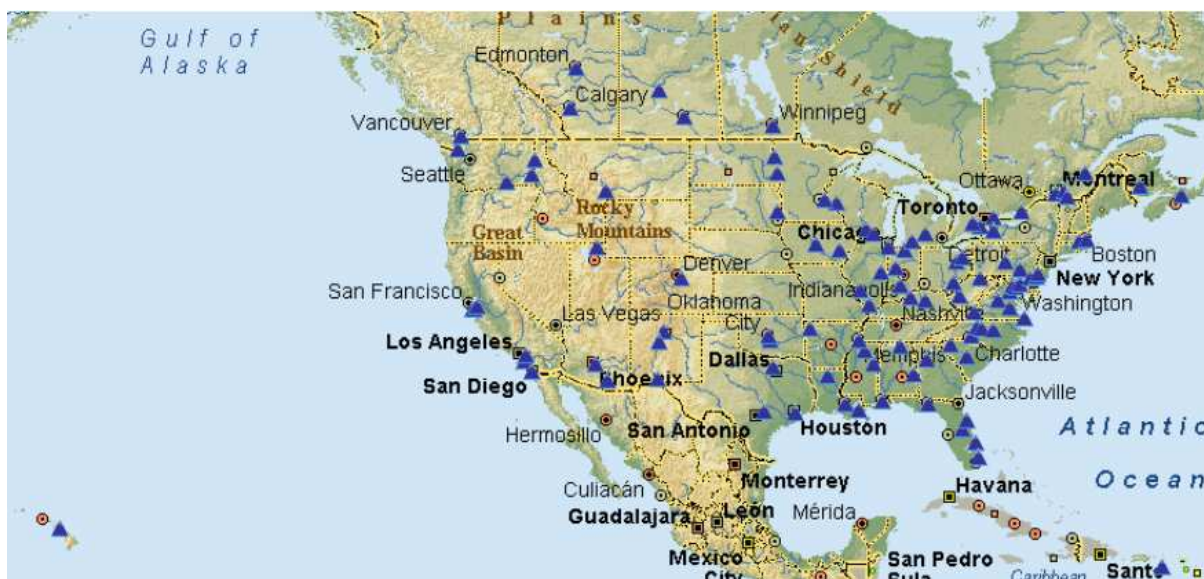 Plains
Gulf of
Alaska
Edmonton
Calgary
Winnipeg
Vancouver
Seattle
Ottawa
Montreal
Toronto
Rocky
Mountains
Great
Basin
Chicag
Detroit
Boston
New York
Denver
San Francisco
Oklahoma
City
Indianapolis
Washington
Las Vegas
Nashville
Los Angeles
Dallas
Memphis
Charlotte
San Diego
Phoenix
Jacksonville
Hermosillo
San Antonio
Houston
Atlantic
Ocean
Monterrey
Havana
Culiacán
Guadalajara
León
Mérida
Mexico
City
San Pedro
Sula
Caribbean
Sant